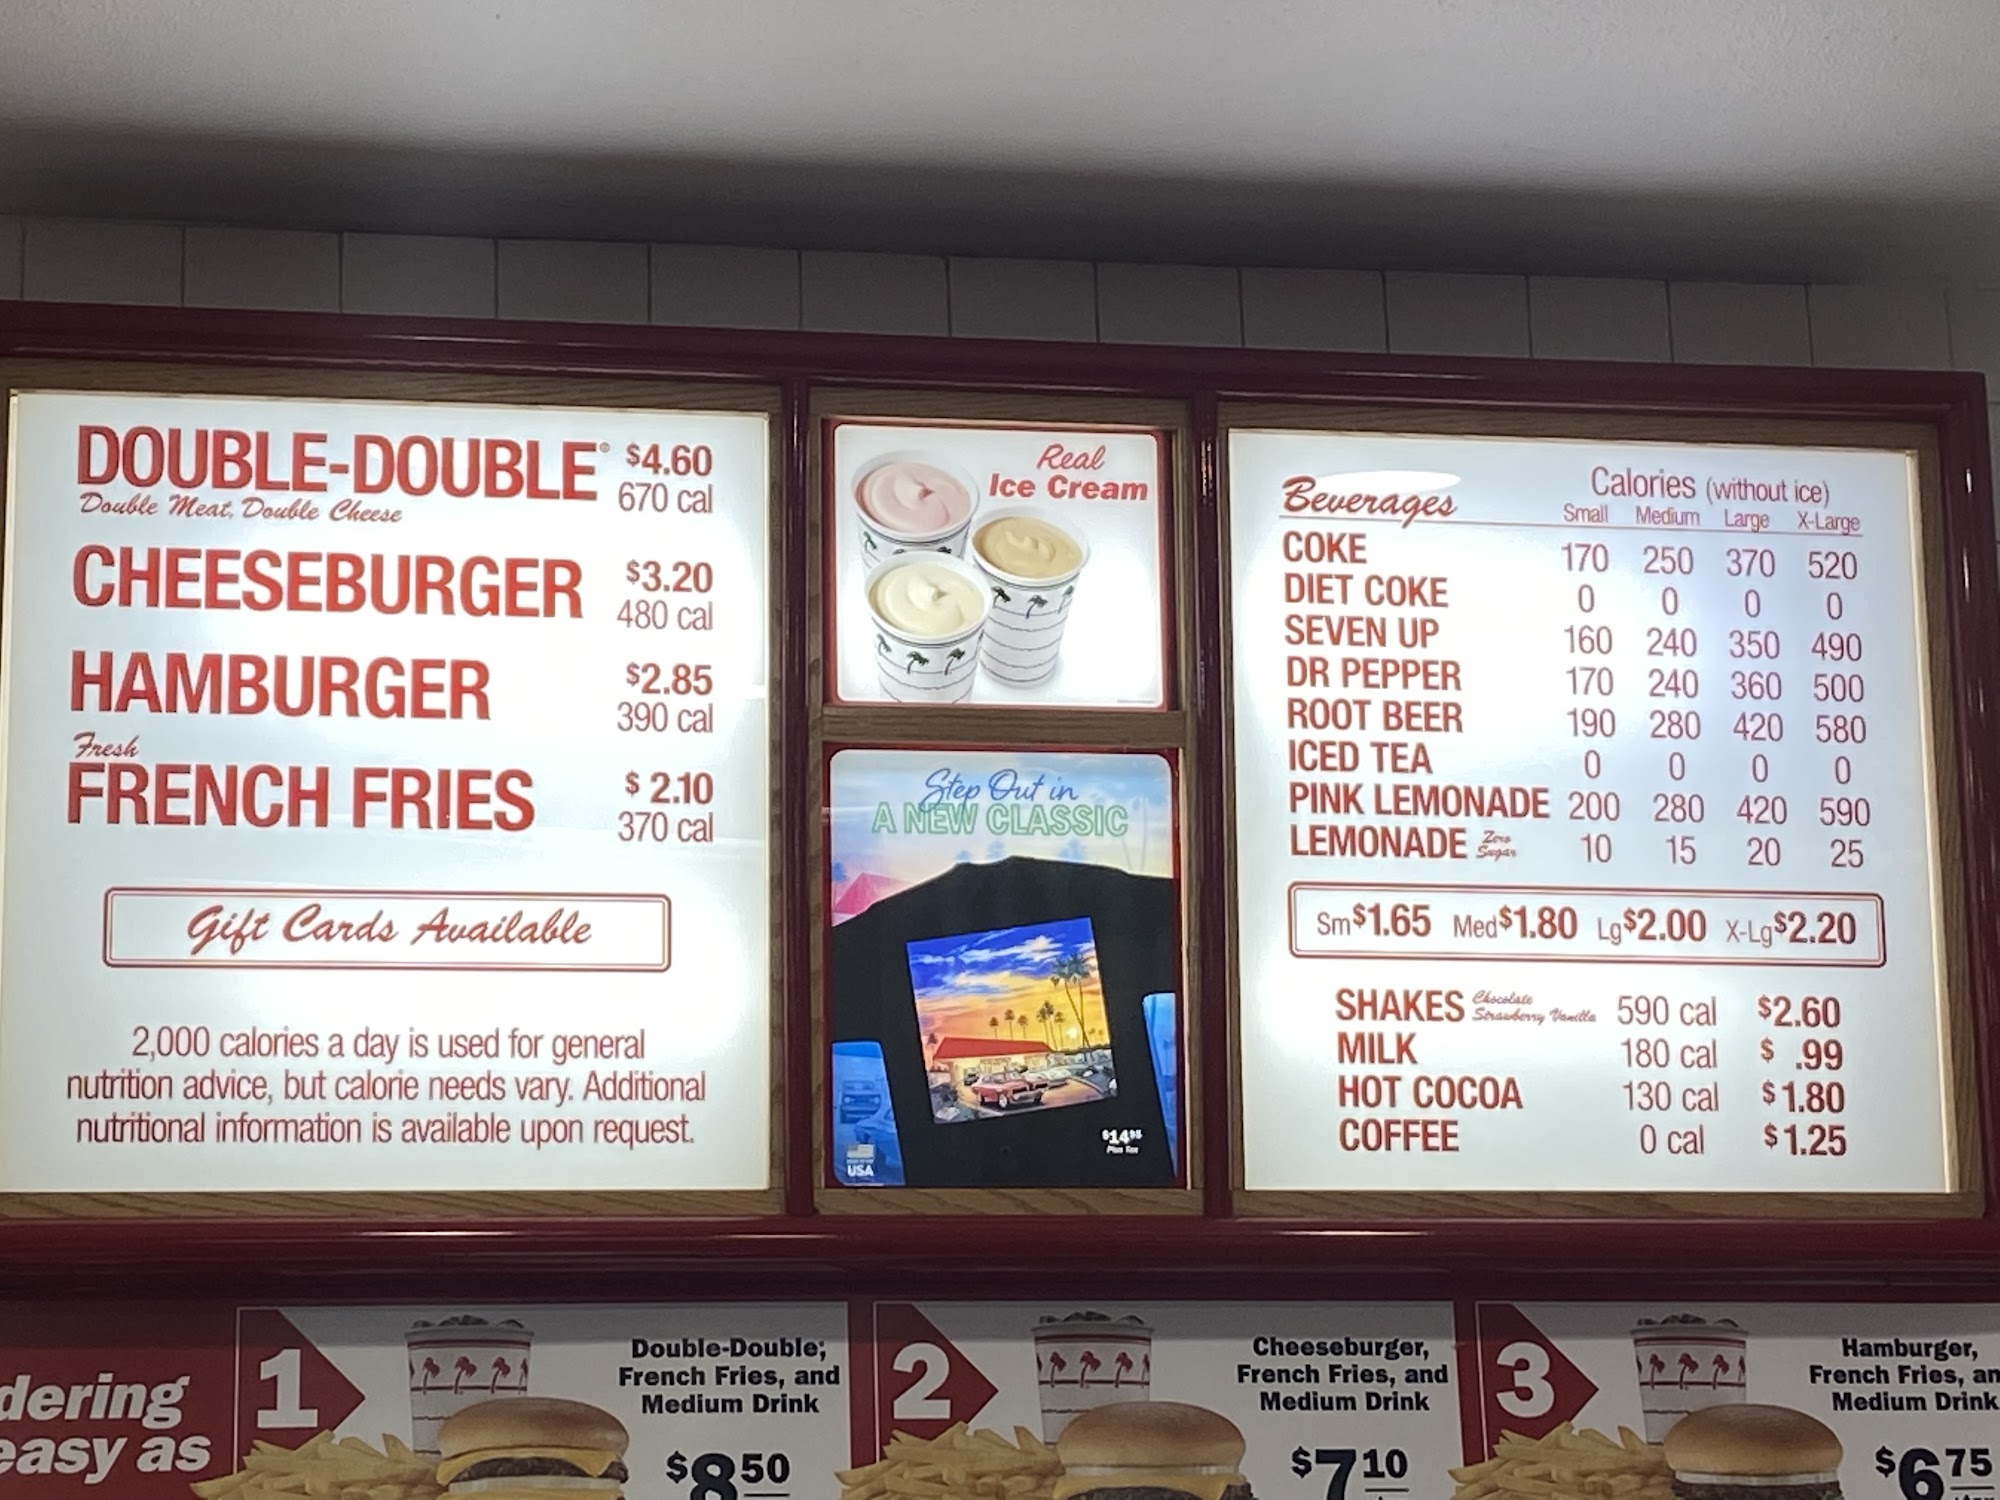 DOUBLE-DOUBLE® $4.60
Double Meat, Double Cheese 670 cal
CHEESEBURGER $3.20
480 cal
HAMBURGER $2.85
390 cal
Fresh
FRENCH FRIES $ 2.10
370 cal
Gift Cards Available
2,000 calories a day is used for general
nutrition advice, but calorie needs vary. Additional
nutritional information is available upon request.
Real
Ice Cream
Step Out in
A NEW CLASSIC
$14.95
Plus Tax
USA
Beverages Calories (without ice)
Small Medium Large X-Large
COKE 170 250 370 520
DIET COKE 0 0 0 0
SEVEN UP 160 240 350 490
DR PEPPER 170 240 360 500
ROOT BEER 190 280 420 580
ICED TEA 0 0 0 0
PINK LEMONADE 200 280 420 590
LEMONADE Zero Sugar 10 15 20 25
Sm $1.65 Med $1.80 Lg $2.00 X-Lg $2.20
SHAKES Chocolate Strawberry Vanilla 590 cal $2.60
MILK 180 cal $ .99
HOT COCOA 130 cal $1.80
COFFEE 0 cal $1.25
dering
easy as
1
Double-Double,
French Fries, and
Medium Drink
$8.50
2
Cheeseburger,
French Fries, and
Medium Drink
$7.10
3
Hamburger,
French Fries, an
Medium Drink
$6.75